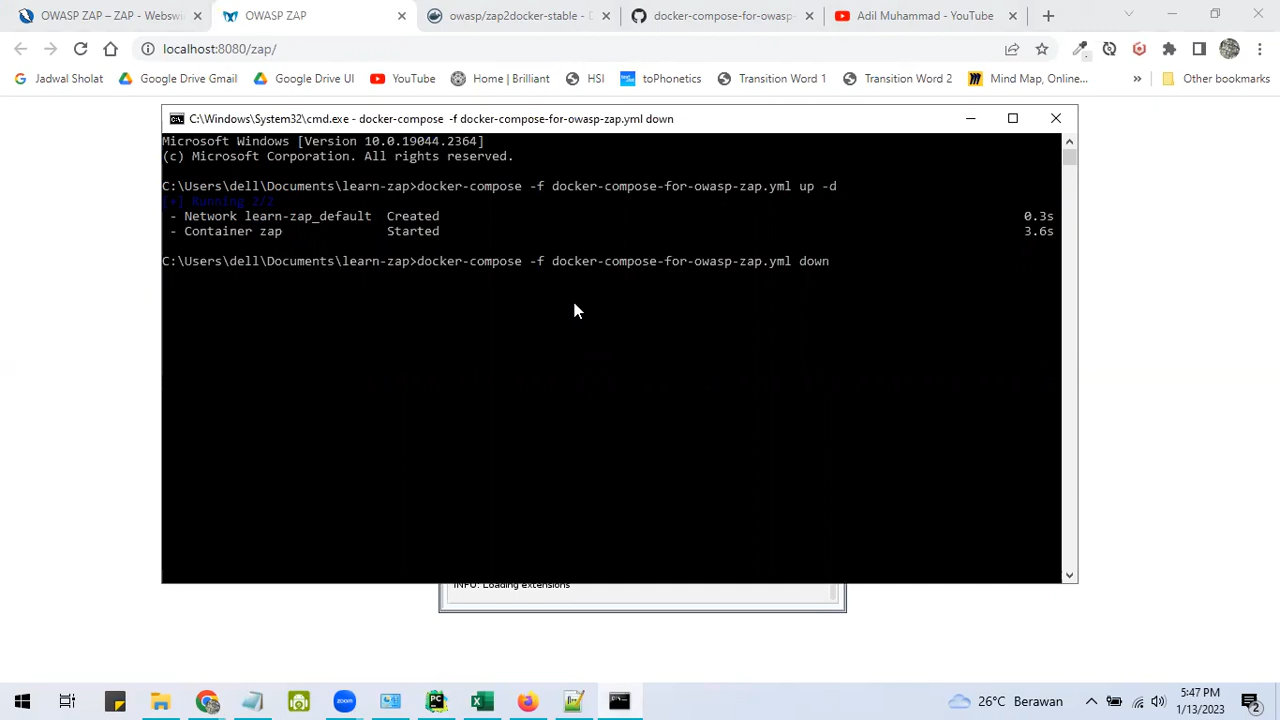 OWASP ZAP – ZAP - Webswi
OWASP ZAP
owasp/zap2docker-stable - D
docker-compose-for-owasp-
Adil Muhammad - YouTube
localhost:8080/zap/
Jadwal Sholat
Google Drive Gmail
Google Drive UI
YouTube
Home | Brilliant
HSI
toPhonetics
Transition Word 1
Transition Word 2
Mind Map, Online...
»
Other bookmarks
C:\Windows\System32\cmd.exe - docker-compose -f docker-compose-for-owasp-zap.yml down
Microsoft Windows [Version 10.0.19044.2364]
(c) Microsoft Corporation. All rights reserved.
C:\Users\dell\Documents\learn-zap>docker-compose -f docker-compose-for-owasp-zap.yml up -d
[+] Running 2/2
- Network learn-zap_default Created 0.3s
- Container zap Started 3.6s
C:\Users\dell\Documents\learn-zap>docker-compose -f docker-compose-for-owasp-zap.yml down
INFO: Loading extensions
26°C Berawan
5:47 PM
1/13/2023
2